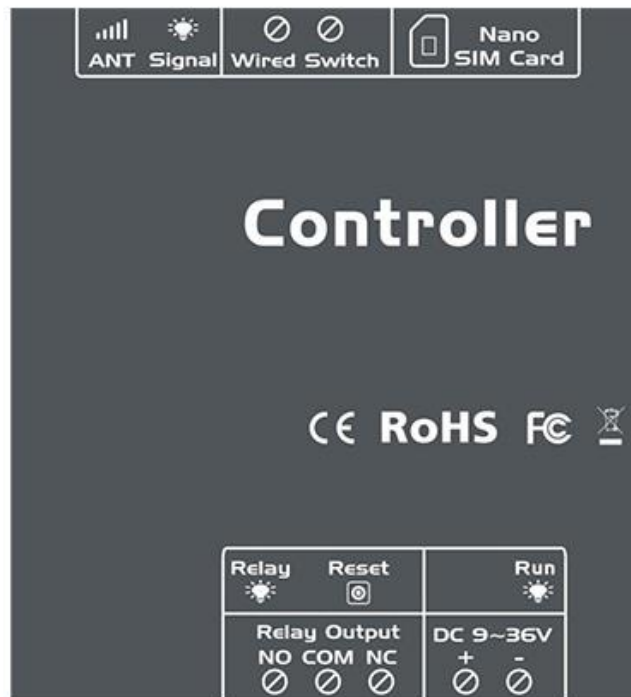 ANT Signal Wired Switch Nano SIM Card
Controller
CE RoHS FC
Relay Reset Run
Relay Output DC 9~36V
NO COM NC + -